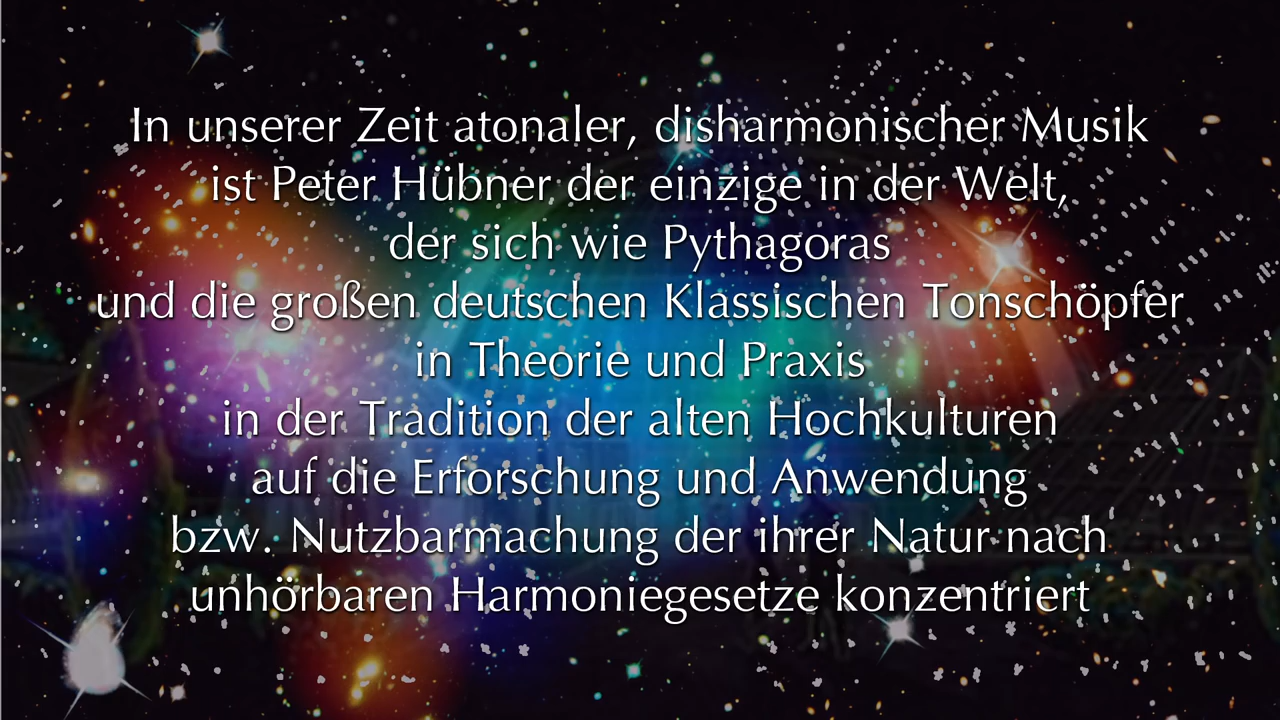 In unserer Zeit atonaler, disharmonischer Musik
ist Peter Hübner der einzige in der Welt,
der sich wie Pythagoras
und die großen deutschen Klassischen Tonschöpfer
in Theorie und Praxis
in der Tradition der alten Hochkulturen
auf die Erforschung und Anwendung
bzw. Nutzbarmachung der ihrer Natur nach
unhörbaren Harmoniegesetze konzentriert